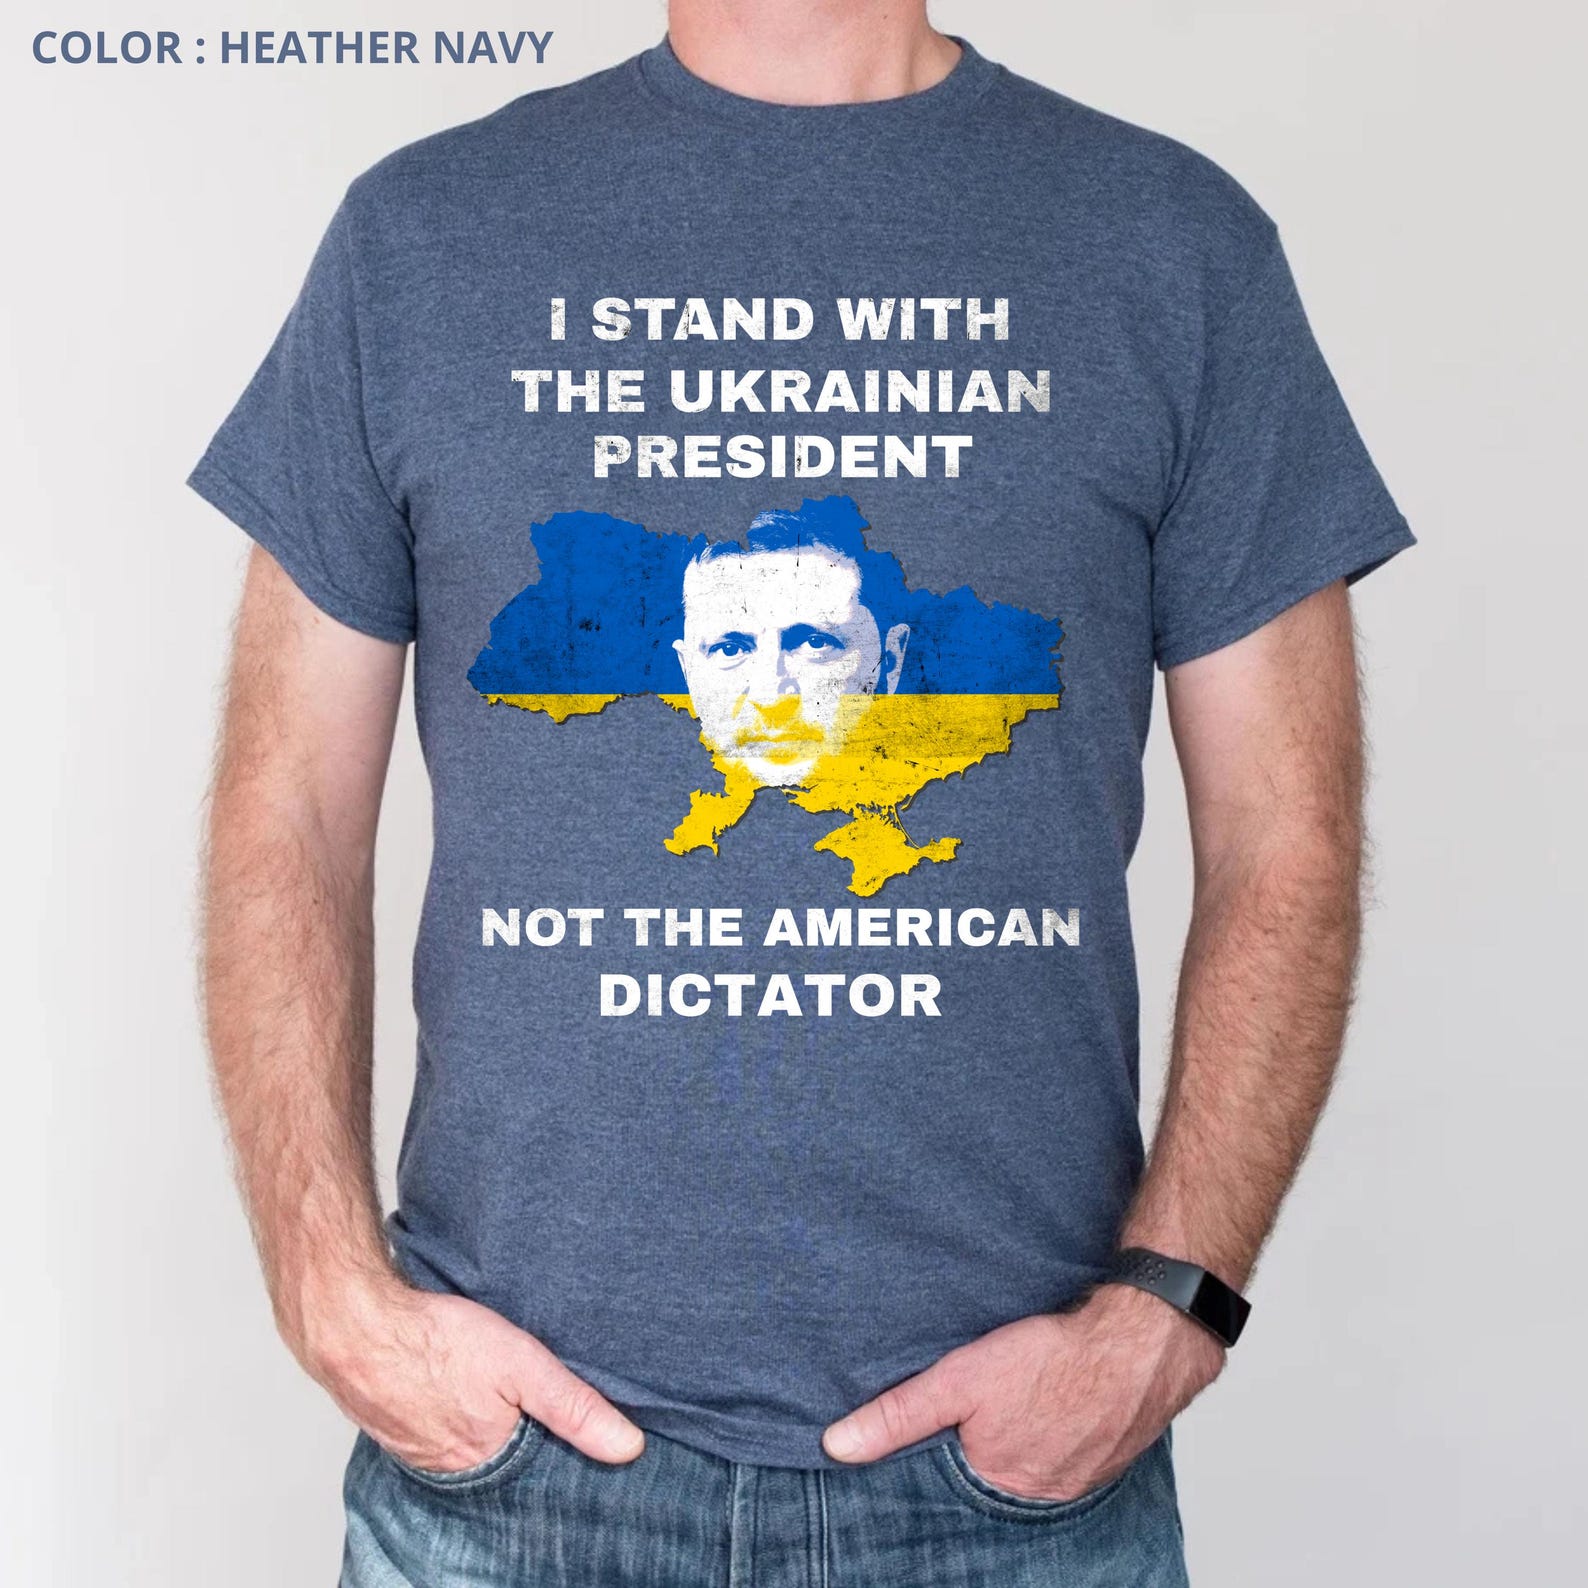 COLOR : HEATHER NAVY
I STAND WITH
THE UKRAINIAN
PRESIDENT
NOT THE AMERICAN
DICTATOR